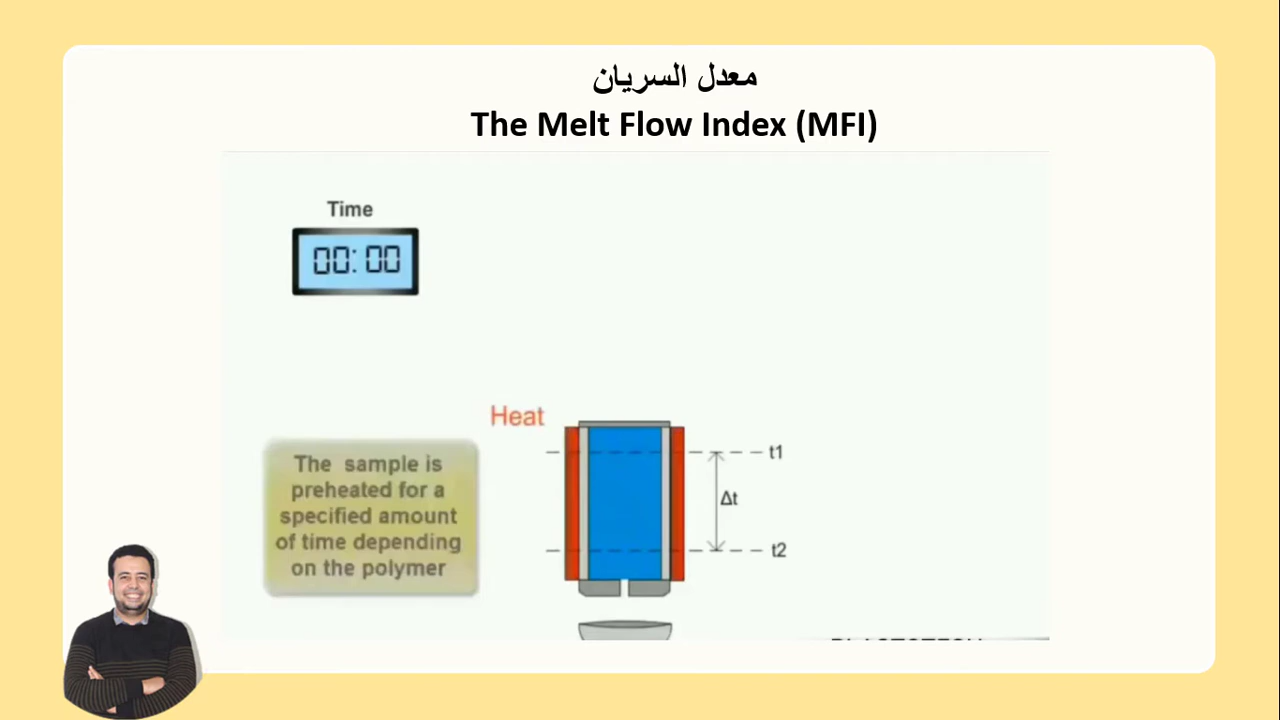 معدل السريان
The Melt Flow Index (MFI)
Time
00:00
Heat
The sample is
preheated for a
specified amount
of time depending
on the polymer
t1
Δt
t2